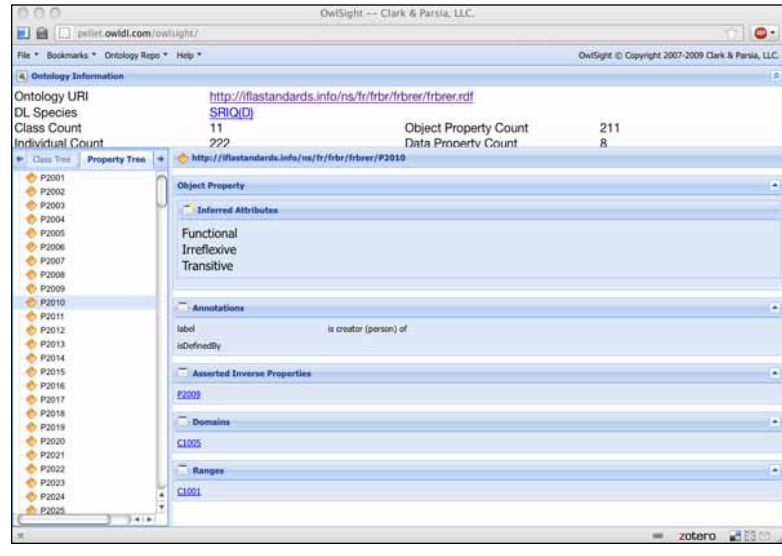 OwlSight -- Clark & Parsia, LLC.
pellet.owldl.com/owlsight/
File Bookmarks Ontology Repo Help OwlSight © Copyright 2007-2009 Clark & Parsia, LLC.
Ontology Information
Ontology URI http://iflastandards.info/ns/fr/frbr/frbrer/frbrer.rdf
DL Species SRIQ(D)
Class Count 11 Object Property Count 211
Individual Count 222 Data Property Count 8
Class Tree Property Tree http://iflastandards.info/ns/fr/frbr/frbrer/P2010
P2001
P2002
P2003
P2004
P2005
P2006
P2007
P2008
P2009
P2010
P2011
P2012
P2013
P2014
P2015
P2016
P2017
P2018
P2019
P2020
P2021
P2022
P2023
P2024
P2025
Object Property
Inferred Attributes
Functional
Irreflexive
Transitive
Annotations
label is creator (person) of
isDefinedBy
Asserted Inverse Properties
P2009
Domains
C1005
Ranges
C1001
zotero